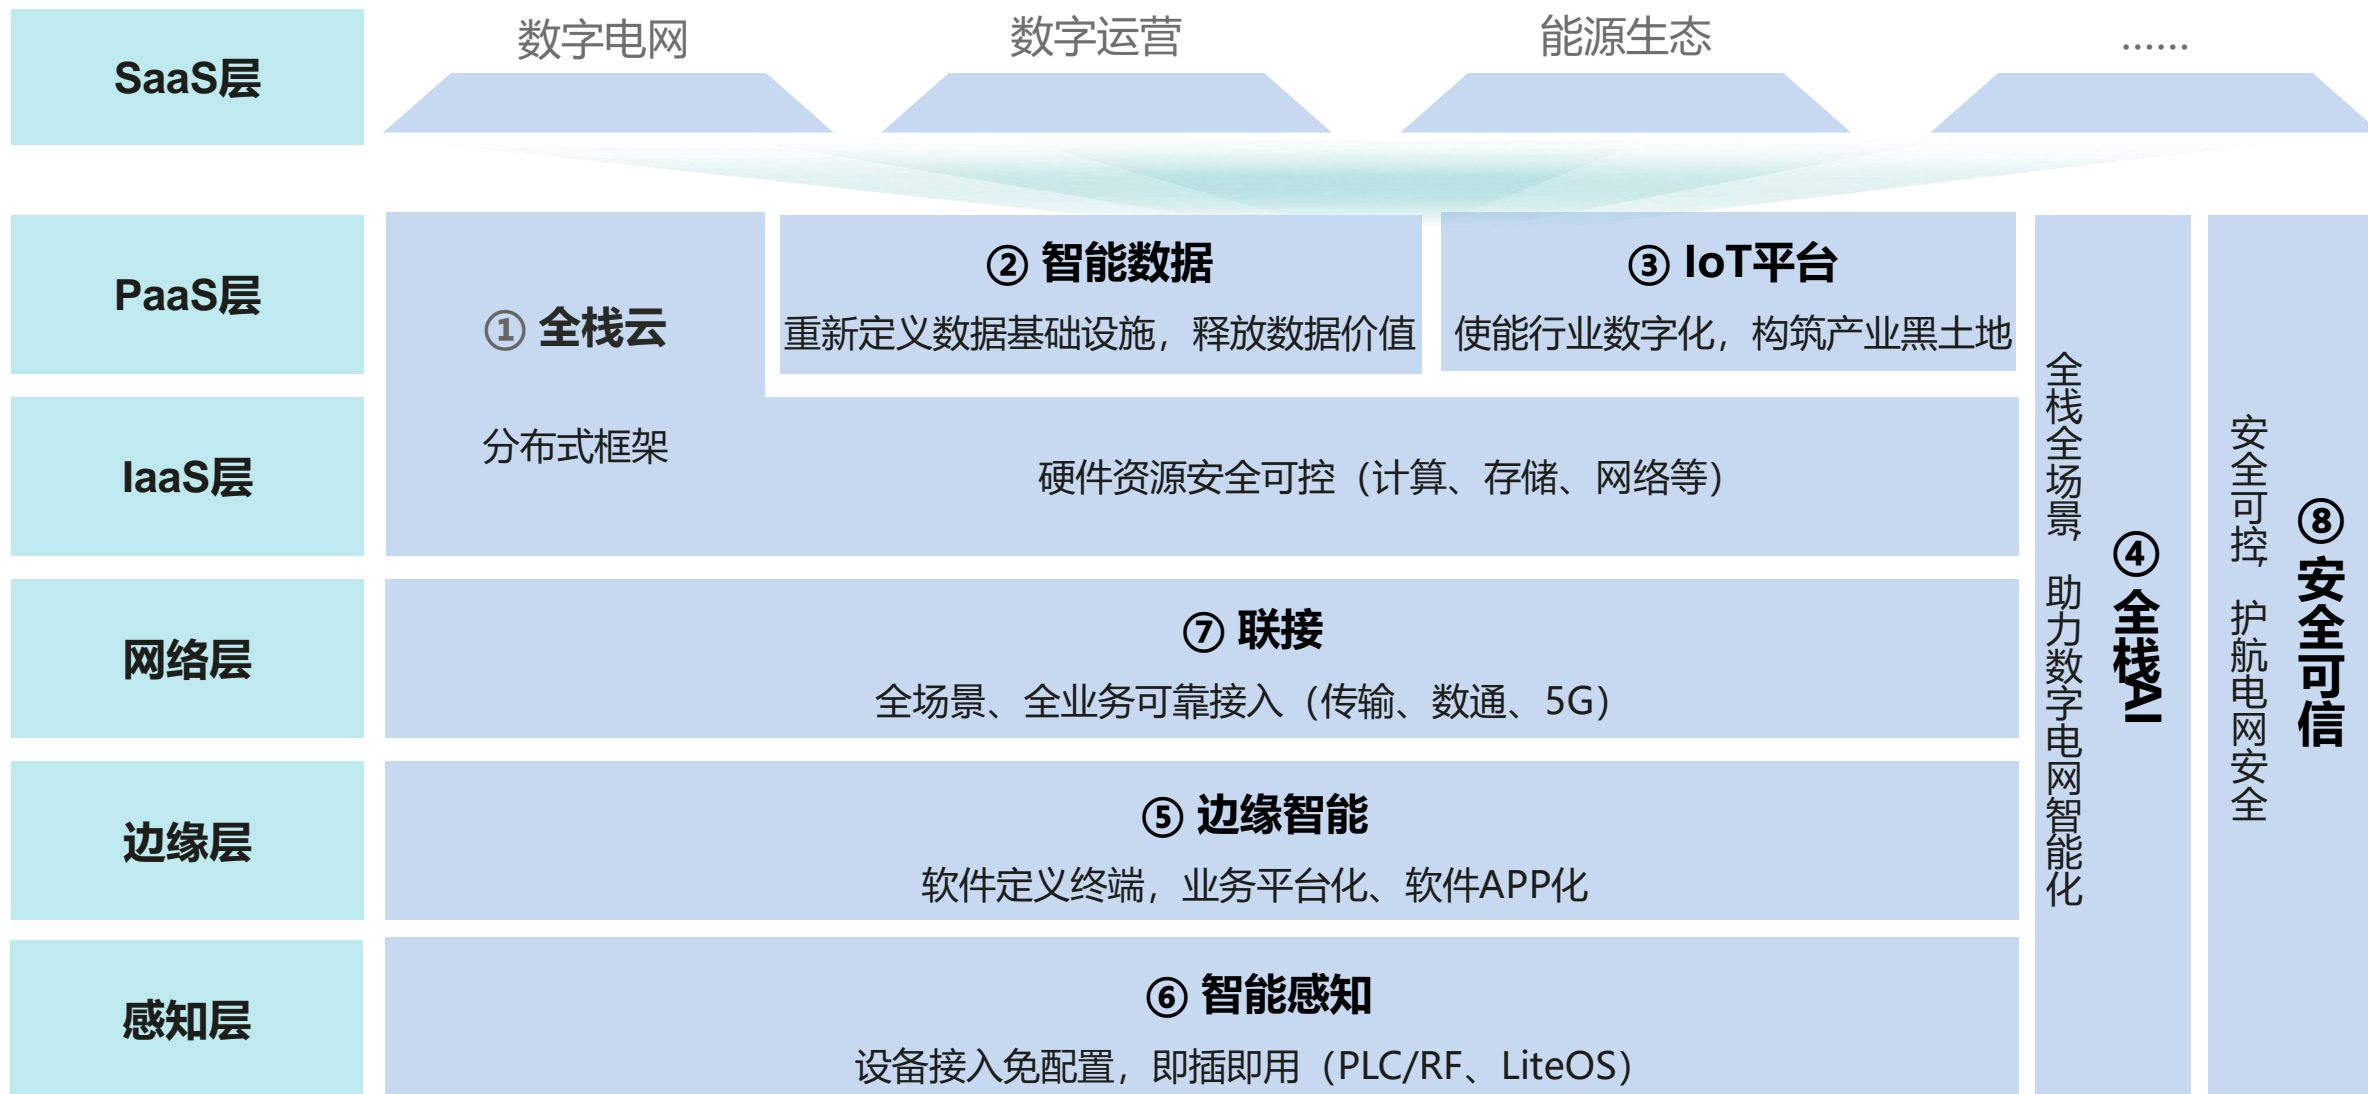 SaaS层
数字电网
数字运营
能源生态
……
PaaS层
① 全栈云
② 智能数据
重新定义数据基础设施，释放数据价值
③ IoT平台
使能行业数字化，构筑产业黑土地
IaaS层
分布式框架
硬件资源安全可控（计算、存储、网络等）
网络层
⑦ 联接
全场景、全业务可靠接入（传输、数通、5G）
边缘层
⑤ 边缘智能
软件定义终端，业务平台化、软件APP化
感知层
⑥ 智能感知
设备接入免配置，即插即用（PLC/RF、LiteOS）
④ 全栈AI
全栈全场景，助力数字电网智能化
⑧ 安全可信
安全可控，护航电网安全